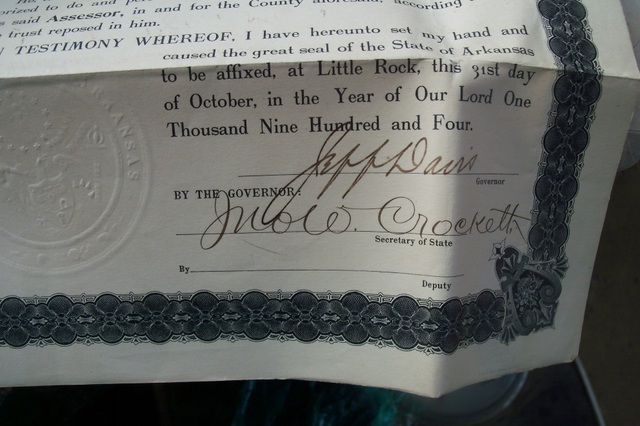 said Assessor, in and for the County aforesaid, according
trust reposed in him.
TESTIMONY WHEREOF, I have hereunto set my hand and
caused the great seal of the State of Arkansas
to be affixed, at Little Rock, this 31st day
of October, in the Year of Our Lord One
Thousand Nine Hundred and Four.
Jeff Davis
Governor
BY THE GOVERNOR:
Jno. W. Crockett
Secretary of State
By
Deputy